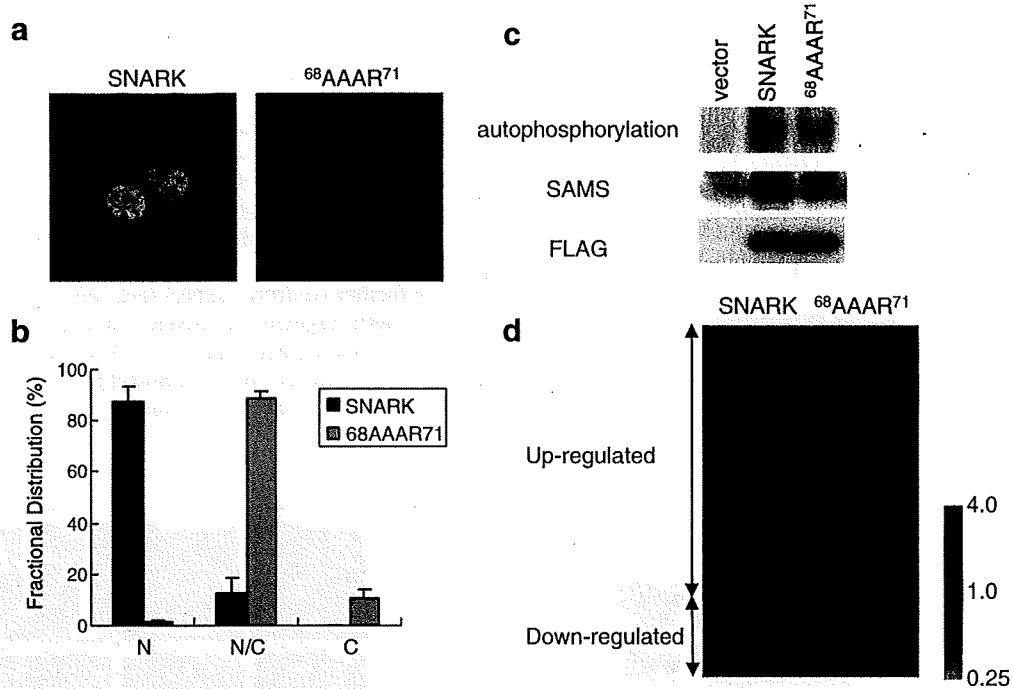 a
SNARK
⁶⁸AAAR⁷¹
b
Fractional Distribution (%)
100
80
60
40
20
0
N
N/C
C
SNARK
68AAAR71
c
vector
SNARK
⁶⁸AAAR⁷¹
autophosphorylation
SAMS
FLAG
d
SNARK ⁶⁸AAAR⁷¹
Up-regulated
Down-regulated
4.0
1.0
0.25